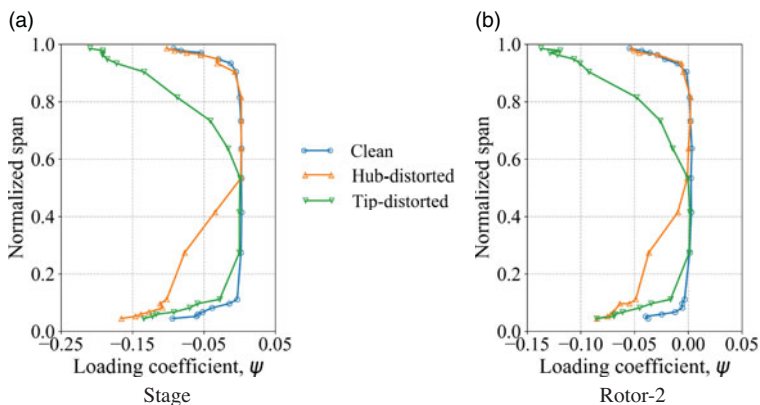 (a)
1.0
0.8
0.6
0.4
0.2
0.0
Normalized span
−0.25
−0.15
−0.05
0.05
Loading coefficient, ψ
Stage
Clean
Hub-distorted
Tip-distorted
(b)
1.0
0.8
0.6
0.4
0.2
0.0
Normalized span
−0.15
−0.10
−0.05
0.00
0.05
Loading coefficient, ψ
Rotor-2